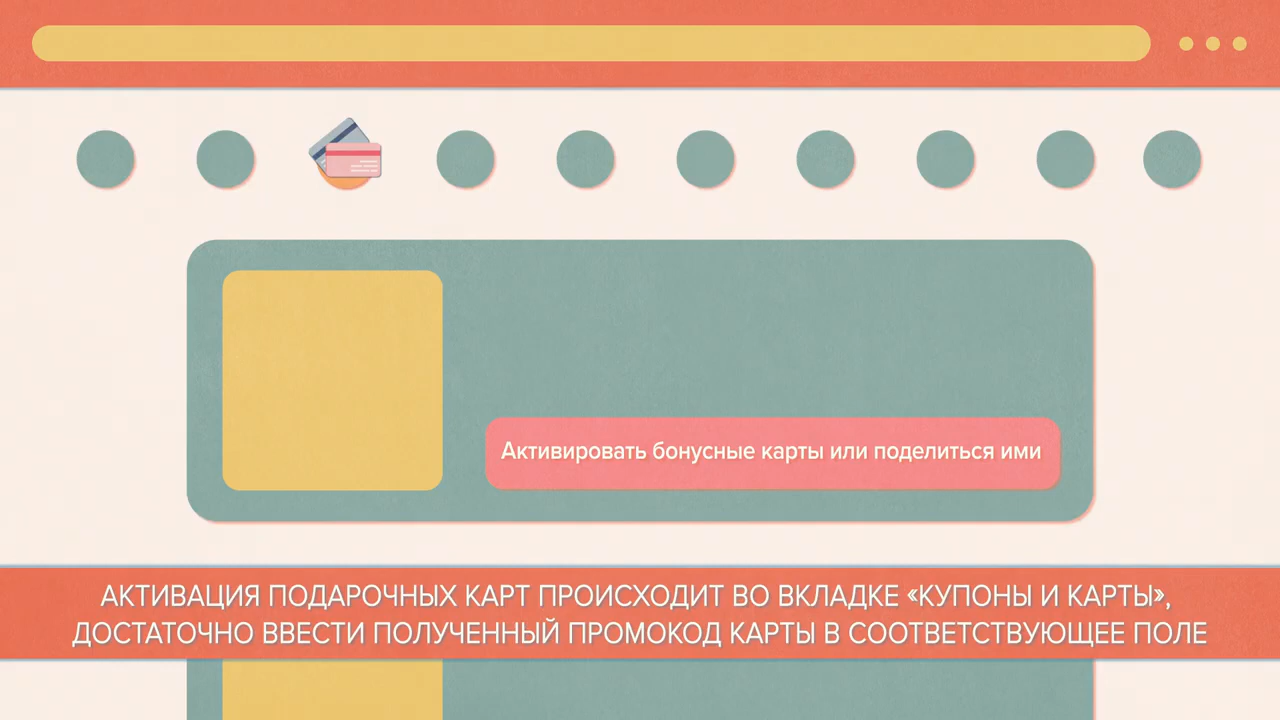 Активировать бонусные карты или поделиться ими
АКТИВАЦИЯ ПОДАРОЧНЫХ КАРТ ПРОИСХОДИТ ВО ВКЛАДКЕ «КУПОНЫ И КАРТЫ»,
ДОСТАТОЧНО ВВЕСТИ ПОЛУЧЕННЫЙ ПРОМОКОД КАРТЫ В СООТВЕТСТВУЮЩЕЕ ПОЛЕ